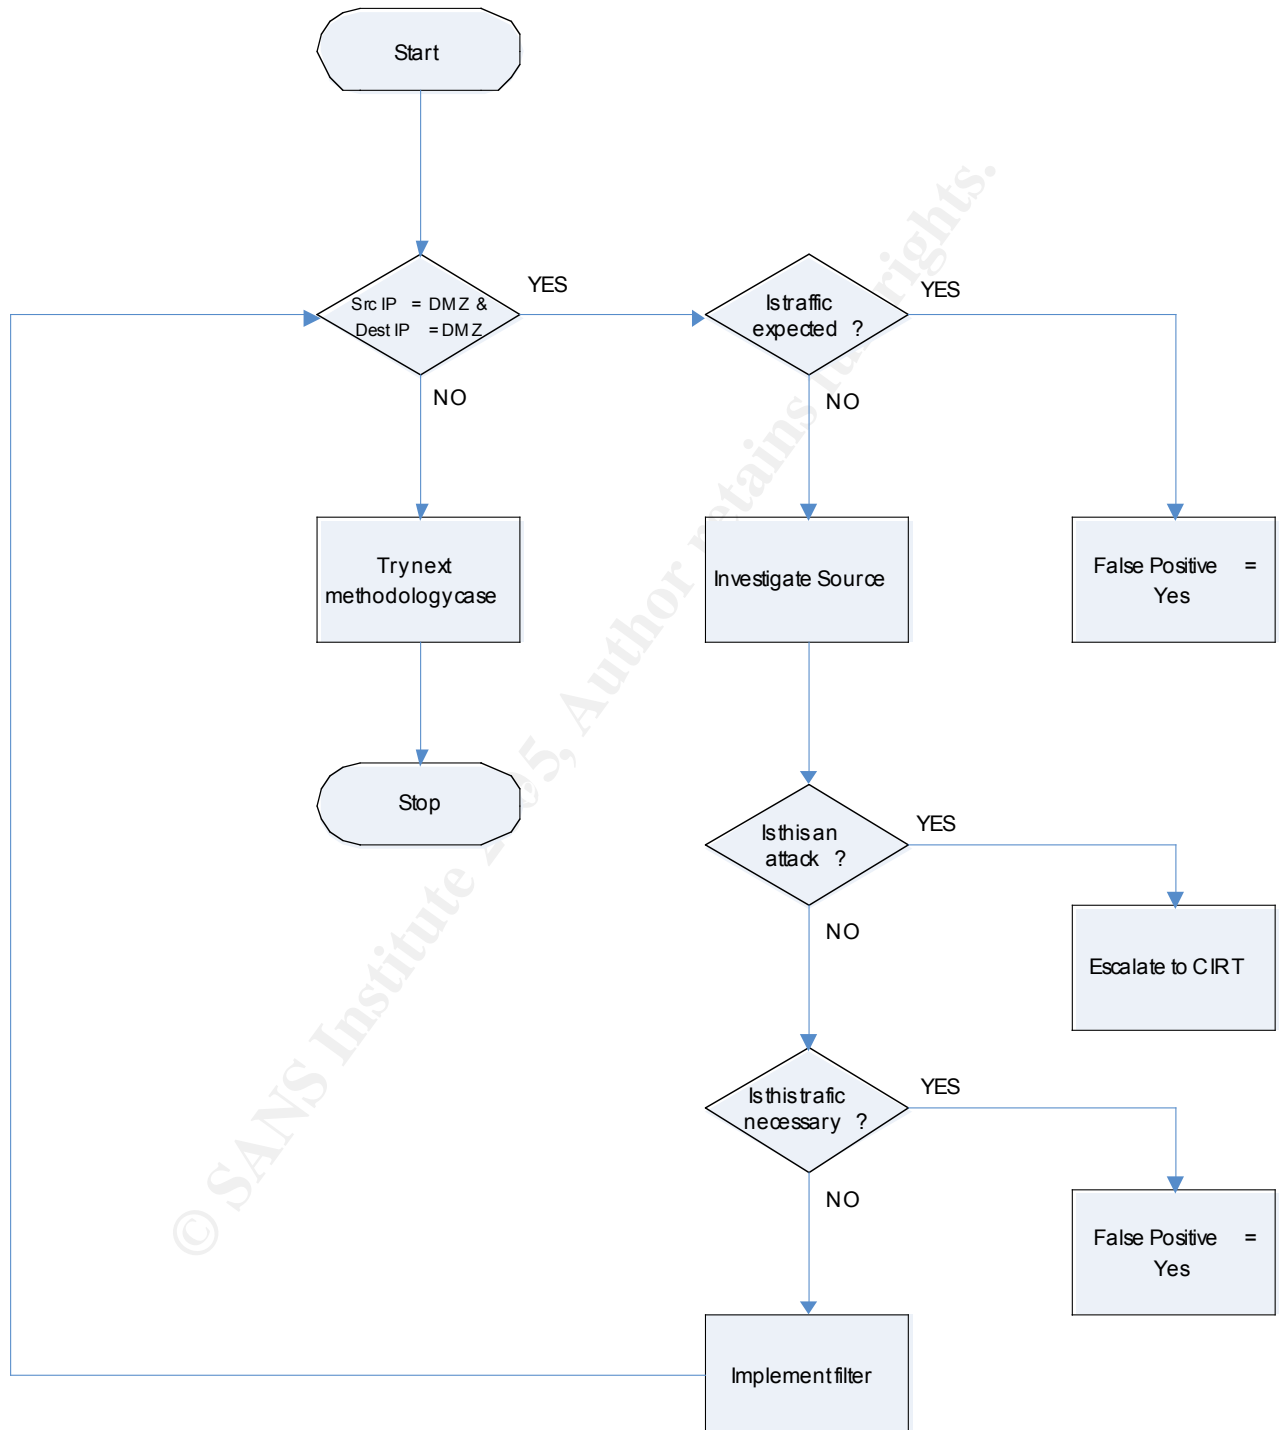 Start
Src IP = DMZ &
Dest IP = DMZ
YES
Is traffic
expected ?
YES
NO
NO
Try next
methodology case
Investigate Source
False Positive =
Yes
Stop
Is this an
attack ?
YES
NO
Escalate to CIRT
Is this trafic
necessary ?
YES
NO
False Positive =
Yes
Implement filter
© SANS Institute 5, Author retains rights.